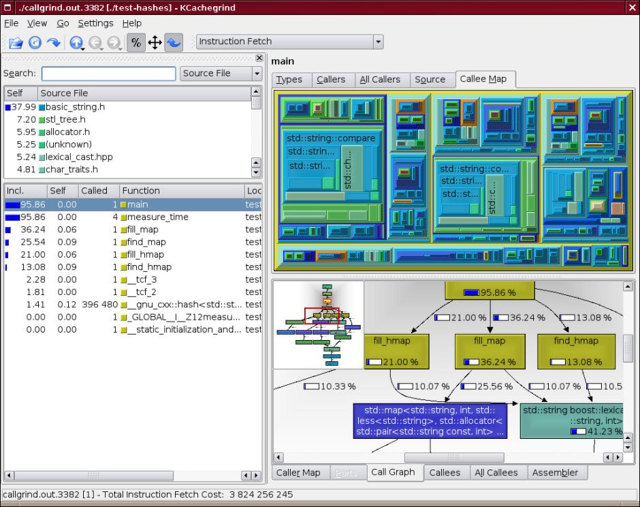 ./callgrind.out.3382 [./test-hashes] - KCachegrind
File View Go Settings Help
% Instruction Fetch
Search: Source File
Self Source File
37.99 basic_string.h
7.20 stl_tree.h
5.95 allocator.h
5.25 (unknown)
5.24 lexical_cast.hpp
4.81 char_traits.h
Incl. Self Called Function Loc
95.86 0.00 1 main test
95.86 0.00 4 measure_time test
36.24 0.06 1 fill_map test
25.54 0.09 1 find_map test
21.00 0.06 1 fill_hmap test
13.08 0.09 1 find_hmap test
2.28 0.00 1 __tcf_3 test
1.81 0.00 1 __tcf_2 test
1.41 0.12 396 480 __gnu_cxx::hash<std::st... test
0.00 0.00 1 _GLOBAL__I__Z12measu... test
0.00 0.00 1 __static_initialization_and... test
main
Types Callers All Callers Source Callee Map
std::string::compare
std::strin...
std::stri...
std::ch...
std::string::co...
std::strin...
std::st...
std::c...
95.86 %
21.00 % 36.24 % 13.08 %
fill_hmap fill_map find_hmap
21.00 % 36.24 % 13.08 %
10.33 % 10.07 % 25.56 % 10.07 % 10.5
std::map<std::string, int, std::
less<std::string>, std::allocator<
std::pair<std::string const, int> ...
std::string boost::lexica
::string, int>
41.23 %
Caller Map Call Graph Callees All Callees Assembler
callgrind.out.3382 [1] - Total Instruction Fetch Cost: 3 824 256 245